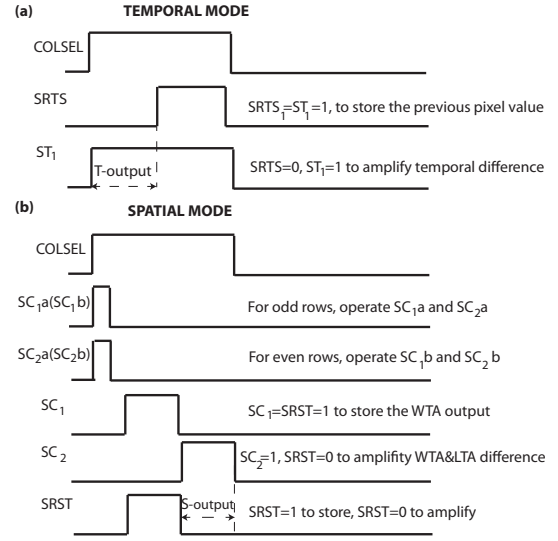 (a) TEMPORAL MODE
COLSEL
SRTS
SRTS₁=ST₁=1, to store the previous pixel value
ST₁
T-output
SRTS=0, ST₁=1 to amplify temporal difference
(b) SPATIAL MODE
COLSEL
SC₁a(SC₁b)
For odd rows, operate SC₁a and SC₂a
SC₂a(SC₂b)
For even rows, operate SC₁b and SC₂ b
SC₁
SC₁=SRST=1 to store the WTA output
SC₂
SC₂=1, SRST=0 to amplifity WTA&LTA difference
SRST
S-output
SRST=1 to store, SRST=0 to amplify